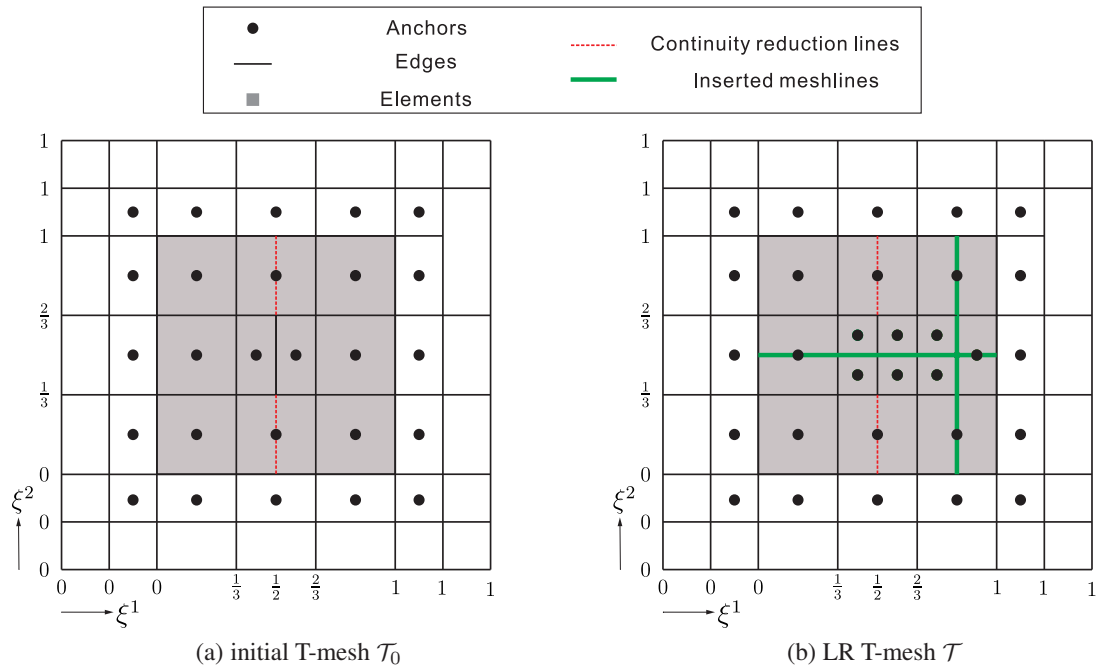 Anchors
Edges
Elements
Continuity reduction lines
Inserted meshlines
1
1
1
2/3
1/3
0
0
0
ξ²
0 0 0 1/3 1/2 2/3 1 1 1
ξ¹
(a) initial T-mesh 𝒯₀
1
1
1
2/3
1/3
0
0
0
ξ²
0 0 0 1/3 1/2 2/3 1 1 1
ξ¹
(b) LR T-mesh 𝒯